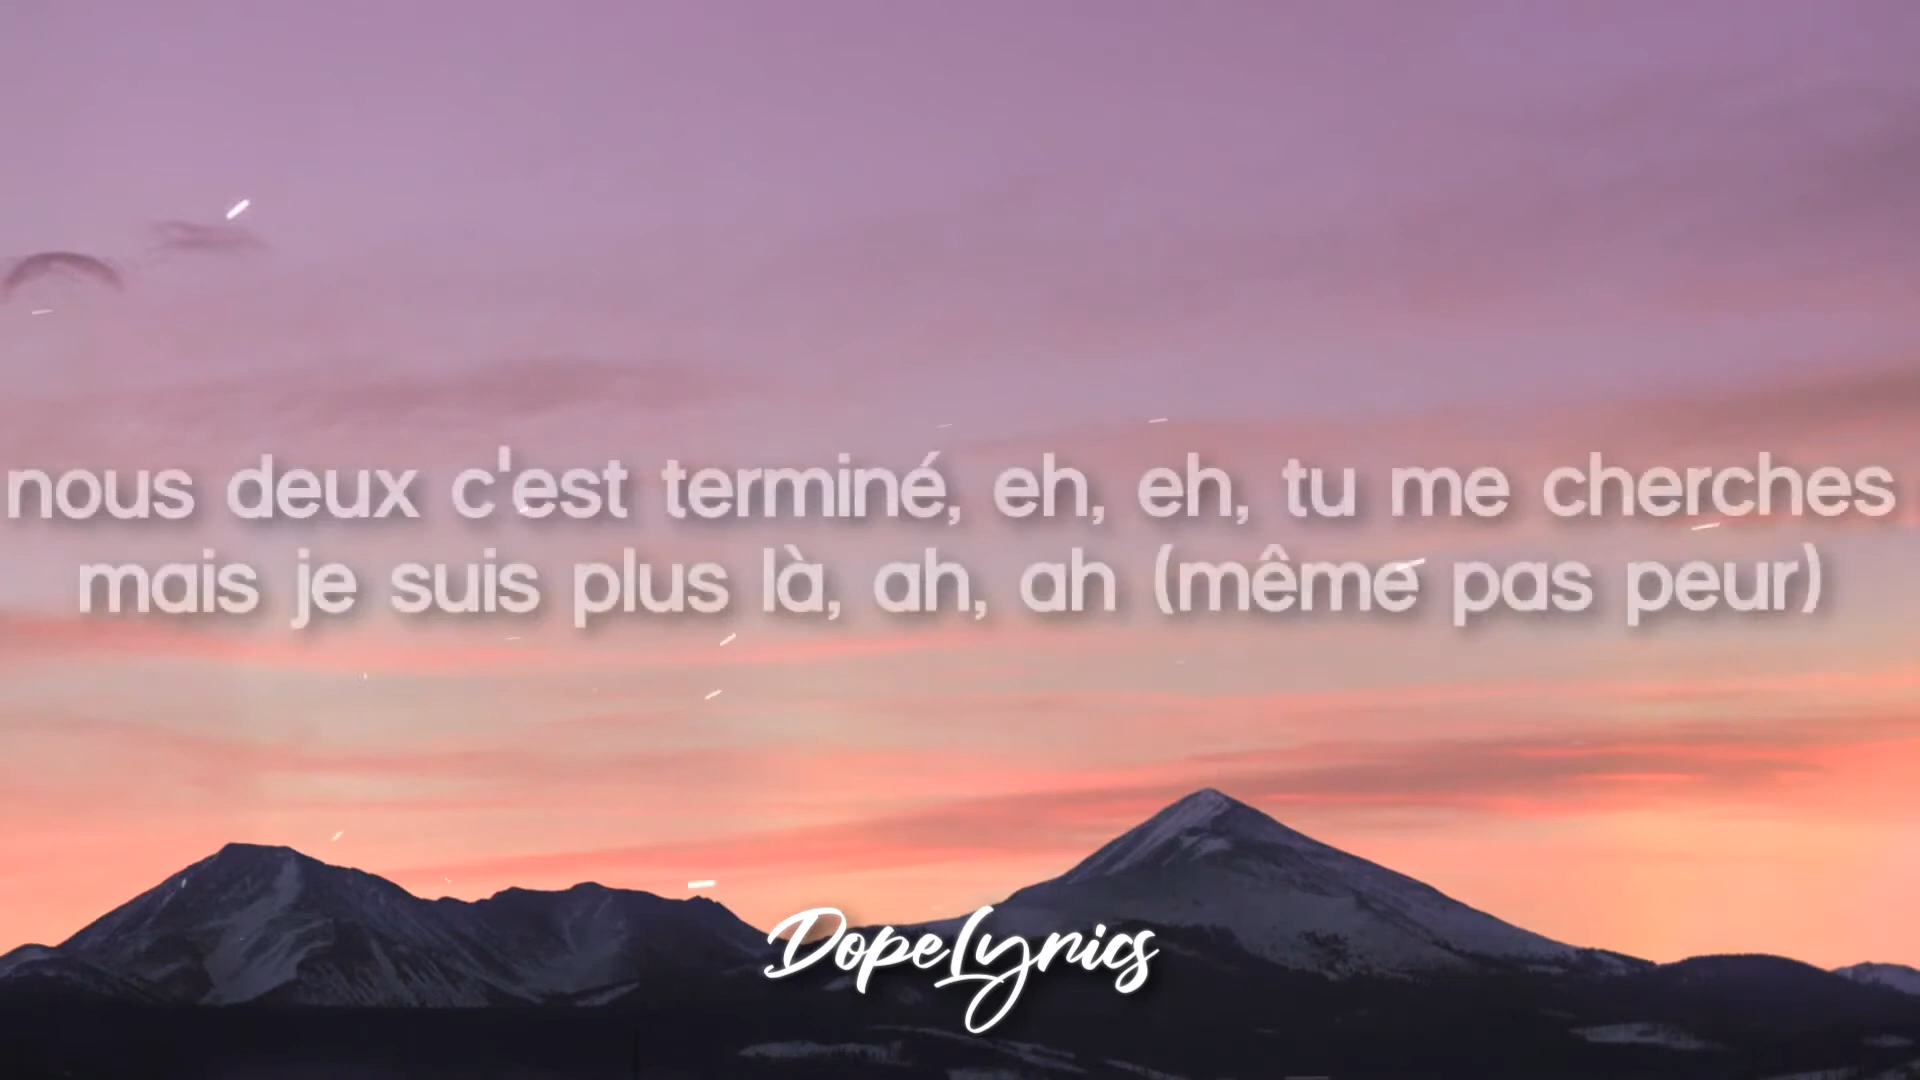 nous deux c'est terminé, eh, eh, tu me cherches
mais je suis plus là, ah, ah (même pas peur)
DopeLyrics